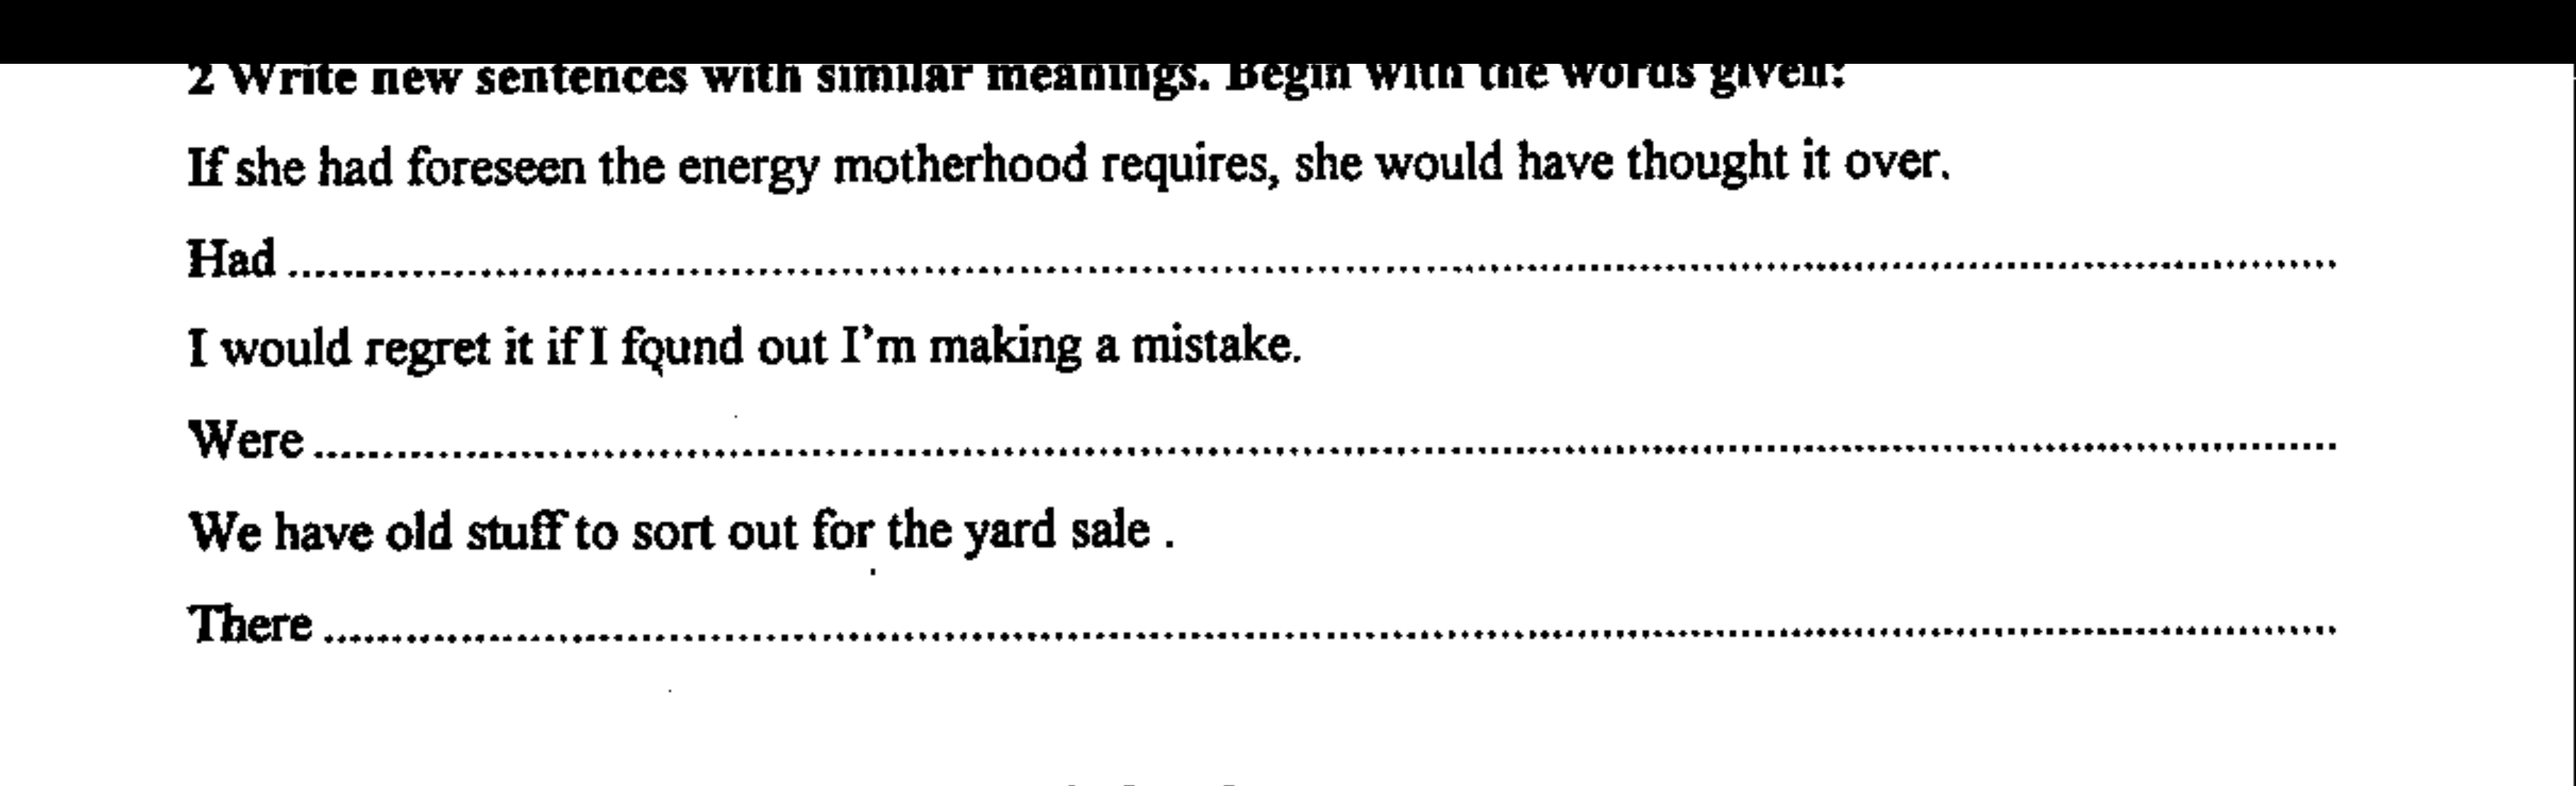 2 Write new sentences with similar meanings. Begin with the words given:
If she had foreseen the energy motherhood requires, she would have thought it over.
Had ........................................................................................................................
I would regret it if I found out I'm making a mistake.
Were ........................................................................................................................
We have old stuff to sort out for the yard sale .
There ........................................................................................................................